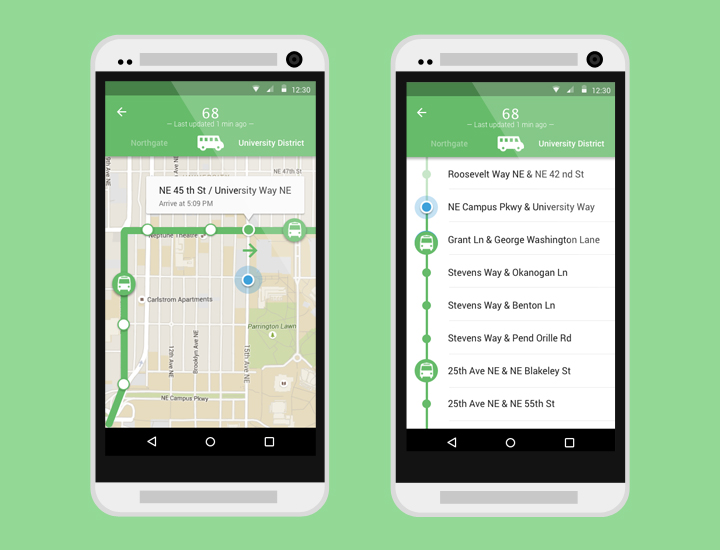 12:30
68
— Last updated 1 min ago —
Northgate
University District
NE 47th St
NE 45 th St / University Way NE
Arrive at 5:09 PM
Neptune Theatre
Carlstrom Apartments
Parrington Lawn
12th Ave NE
Brooklyn Ave NE
15th Ave NE
NE Campus Pkwy
12:30
68
— Last updated 1 min ago —
Northgate
University District
Roosevelt Way NE & NE 42 nd St
NE Campus Pkwy & University Way
Grant Ln & George Washington Lane
Stevens Way & Okanogan Ln
Stevens Way & Benton Ln
Stevens Way & Pend Orille Rd
25th Ave NE & NE Blakeley St
25th Ave NE & NE 55th St